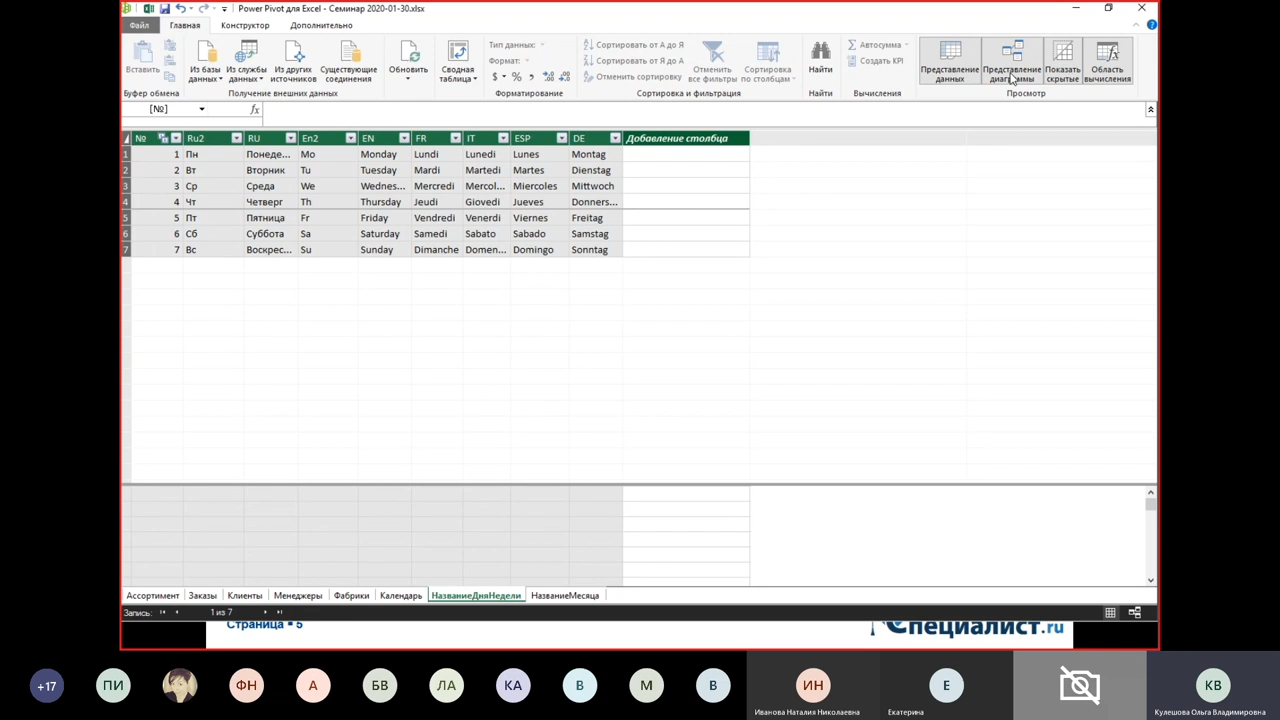 Power Pivot для Excel - Семинар 2020-01-30.xlsx
Файл Главная Конструктор Дополнительно
Вставить
Буфер обмена
Из базы данных
Из службы данных
Из других источников
Существующие соединения
Получение внешних данных
Обновить
Сводная таблица
Тип данных:
Формат:
$ % ,
Форматирование
Сортировать от А до Я
Сортировать от Я до А
Отменить сортировку
Отменить все фильтры
Сортировка по столбцам
Сортировка и фильтрация
Найти
Найти
Автосумма
Создать KPI
Вычисления
Представление данных
Представление диаграммы
Показать скрытые
Область вычисления
Просмотр
[№] fx
№ Ru2 RU En2 EN FR IT ESP DE Добавление столбца
1 1 Пн Понеде... Mo Monday Lundi Lunedi Lunes Montag
2 2 Вт Вторник Tu Tuesday Mardi Martedi Martes Dienstag
3 3 Ср Среда We Wednes... Mercredi Mercol... Miercoles Mittwoch
4 4 Чт Четверг Th Thursday Jeudi Giovedi Jueves Donners...
5 5 Пт Пятница Fr Friday Vendredi Venerdi Viernes Freitag
6 6 Сб Суббота Sa Saturday Samedi Sabato Sabado Samstag
7 7 Вс Воскрес... Su Sunday Dimanche Domen... Domingo Sonntag
Ассортимент Заказы Клиенты Менеджеры Фабрики Календарь НазваниеДняНедели НазваниеМесяца
Запись: 1 из 7
Страница ▪ 5
Специалист.ru
+17 ПИ ФН А БВ ЛА КА В М В ИН Е КВ
Иванова Наталия Николаевна Екатерина Кулешова Ольга Владимировна